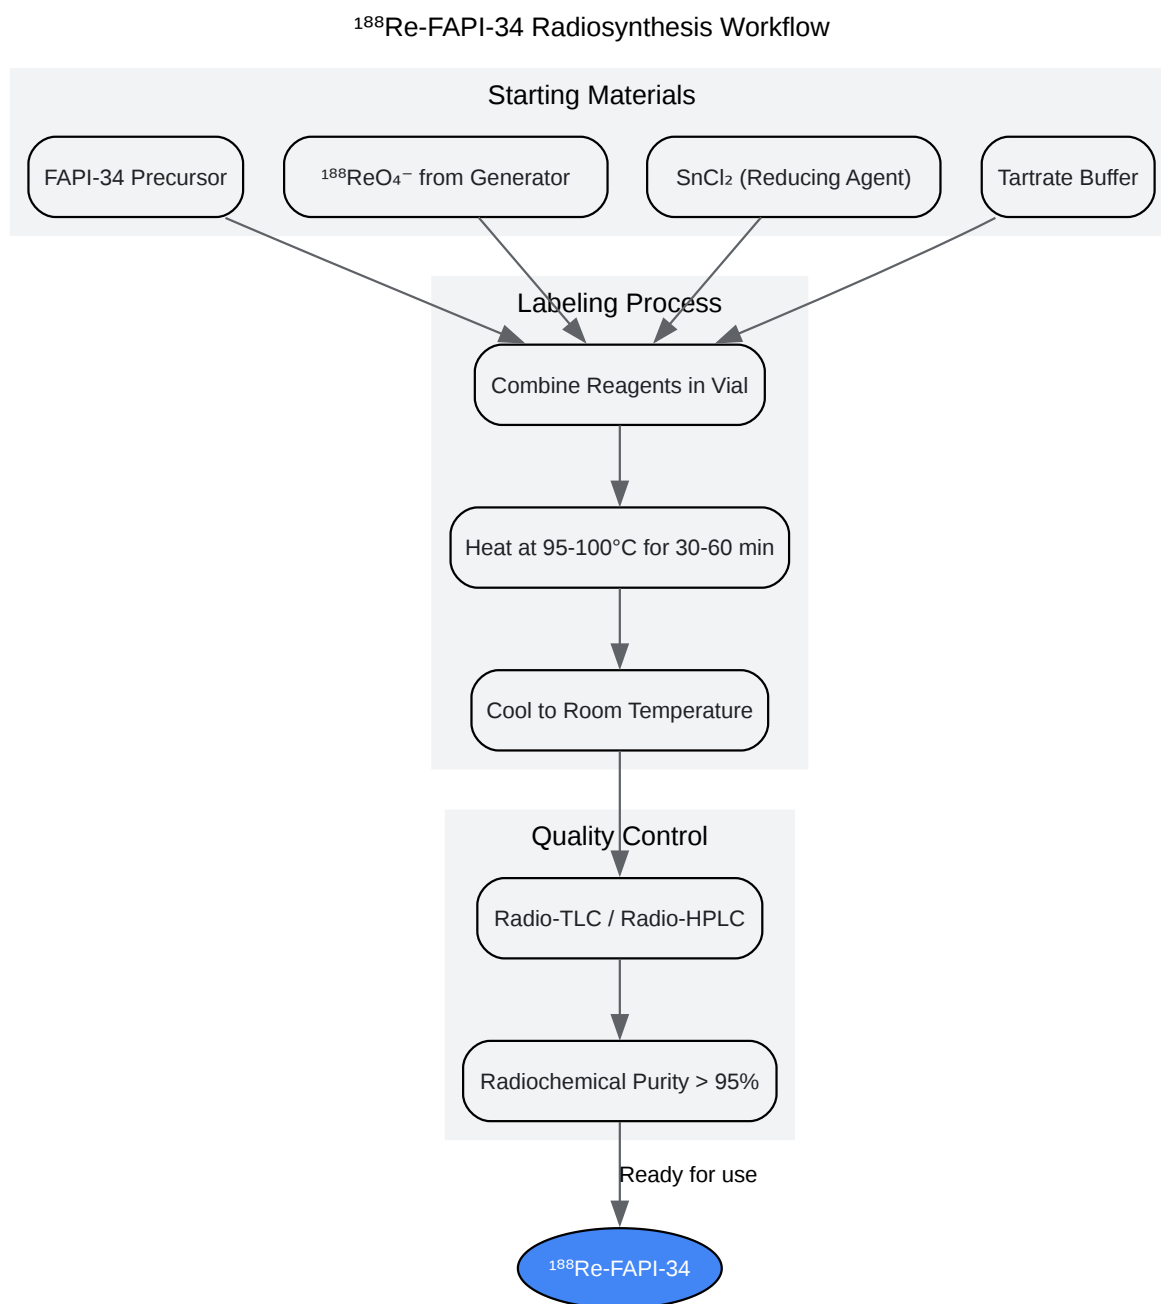 ¹⁸⁸Re-FAPI-34 Radiosynthesis Workflow
Starting Materials
FAPI-34 Precursor
¹⁸⁸ReO₄⁻ from Generator
SnCl₂ (Reducing Agent)
Tartrate Buffer
Labeling Process
Combine Reagents in Vial
Heat at 95-100°C for 30-60 min
Cool to Room Temperature
Quality Control
Radio-TLC / Radio-HPLC
Radiochemical Purity > 95%
Ready for use
¹⁸⁸Re-FAPI-34